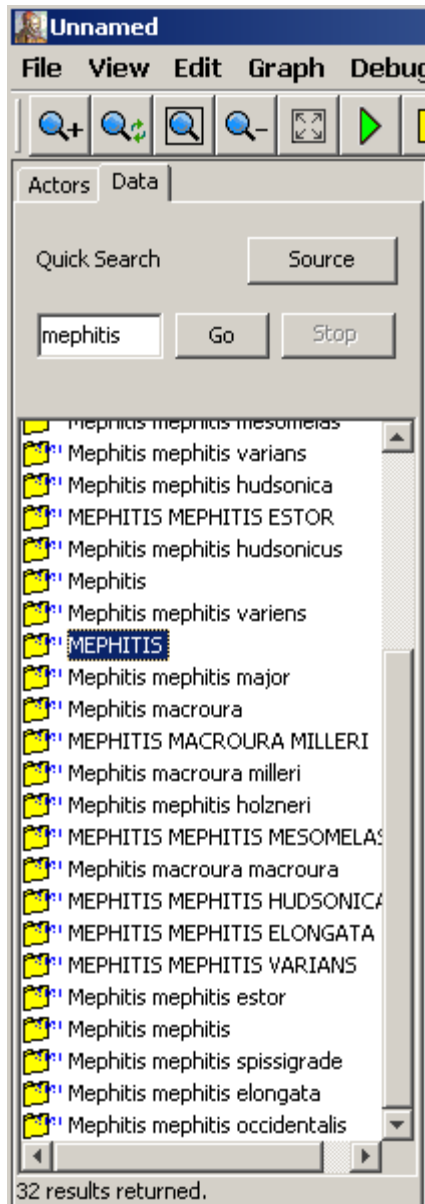 Unnamed
File View Edit Graph Debug
Actors Data
Quick Search Source
mephitis Go Stop
Mephitis mephitis mesomelas
Mephitis mephitis varians
Mephitis mephitis hudsonica
MEPHITIS MEPHITIS ESTOR
Mephitis mephitis hudsonicus
Mephitis
Mephitis mephitis variens
MEPHITIS
Mephitis mephitis major
Mephitis macroura
MEPHITIS MACROURA MILLERI
Mephitis macroura milleri
Mephitis mephitis holzneri
MEPHITIS MEPHITIS MESOMELAS
Mephitis macroura macroura
MEPHITIS MEPHITIS HUDSONICA
MEPHITIS MEPHITIS ELONGATA
MEPHITIS MEPHITIS VARIANS
Mephitis mephitis estor
Mephitis mephitis
Mephitis mephitis spissigrade
Mephitis mephitis elongata
Mephitis mephitis occidentalis
32 results returned.